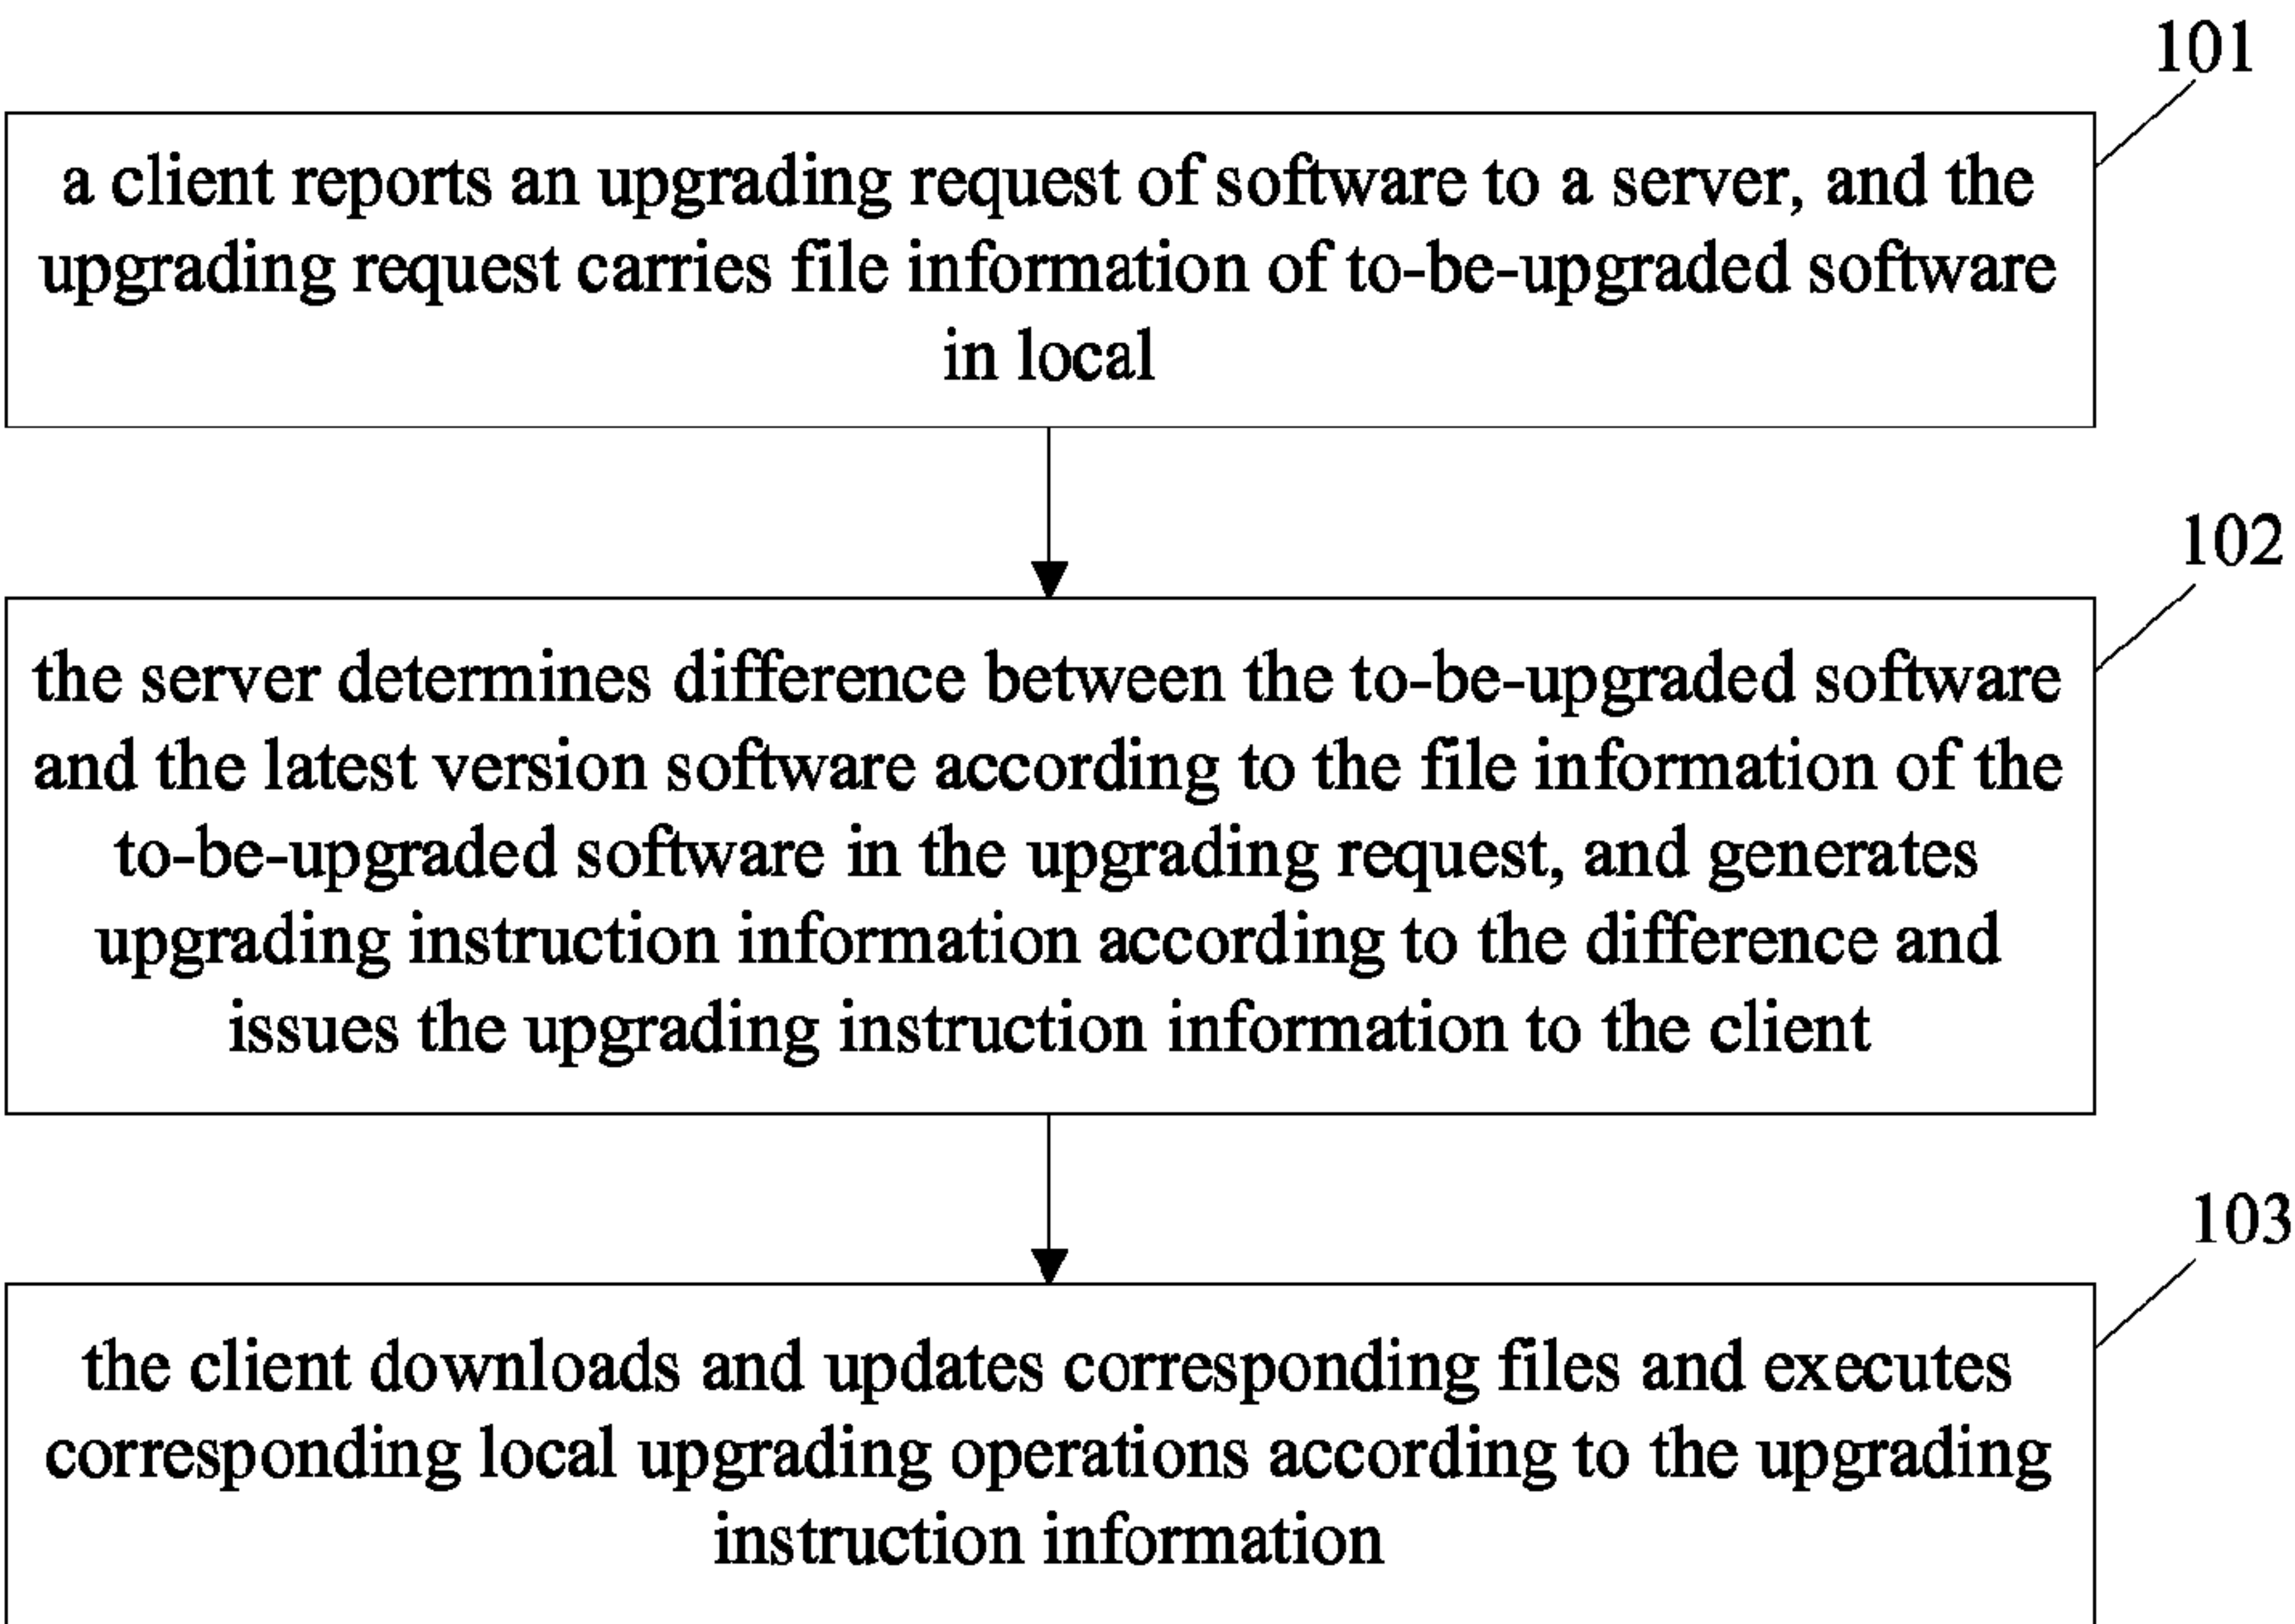 101
a client reports an upgrading request of software to a server, and the
upgrading request carries file information of to-be-upgraded software
in local
102
the server determines difference between the to-be-upgraded software
and the latest version software according to the file information of the
to-be-upgraded software in the upgrading request, and generates
upgrading instruction information according to the difference and
issues the upgrading instruction information to the client
103
the client downloads and updates corresponding files and executes
corresponding local upgrading operations according to the upgrading
instruction information